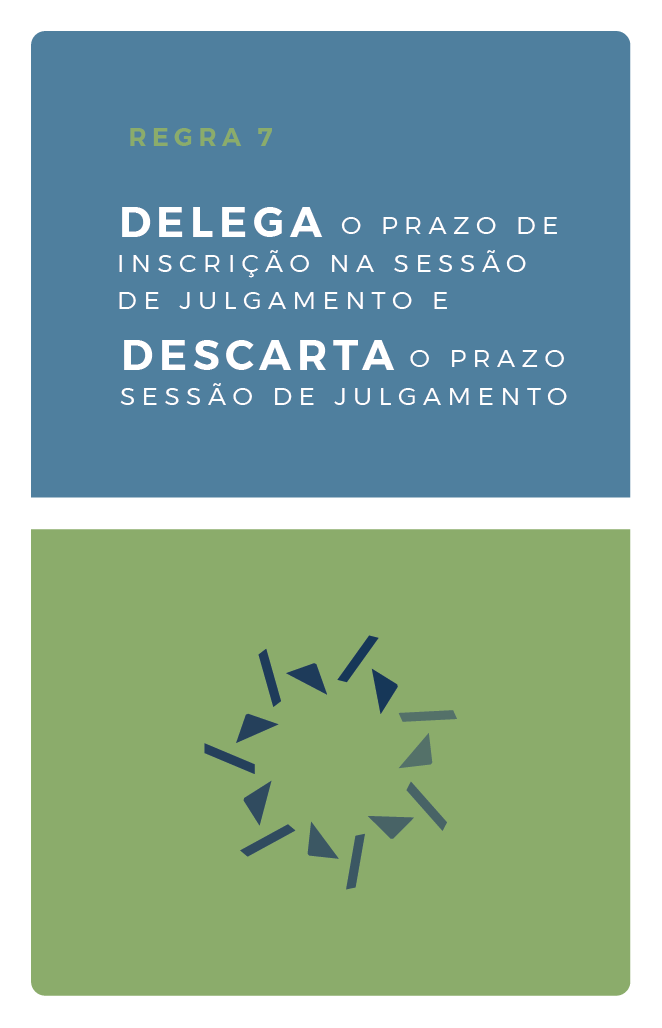 REGRA 7
DELEGA O PRAZO DE
INSCRIÇÃO NA SESSÃO
DE JULGAMENTO E
DESCARTA O PRAZO
SESSÃO DE JULGAMENTO